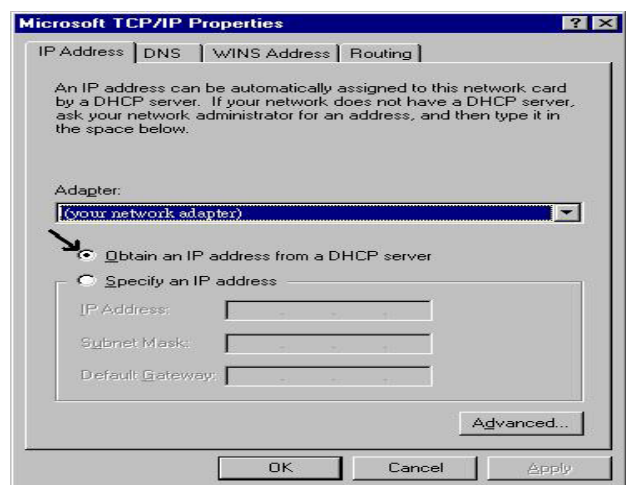 Microsoft TCP/IP Properties
IP Address DNS WINS Address Routing
An IP address can be automatically assigned to this network card
by a DHCP server. If your network does not have a DHCP server,
ask your network administrator for an address, and then type it in
the space below.
Adapter:
(your network adapter)
Obtain an IP address from a DHCP server
Specify an IP address
IP Address:
Subnet Mask:
Default Gateway:
Advanced...
OK Cancel Apply